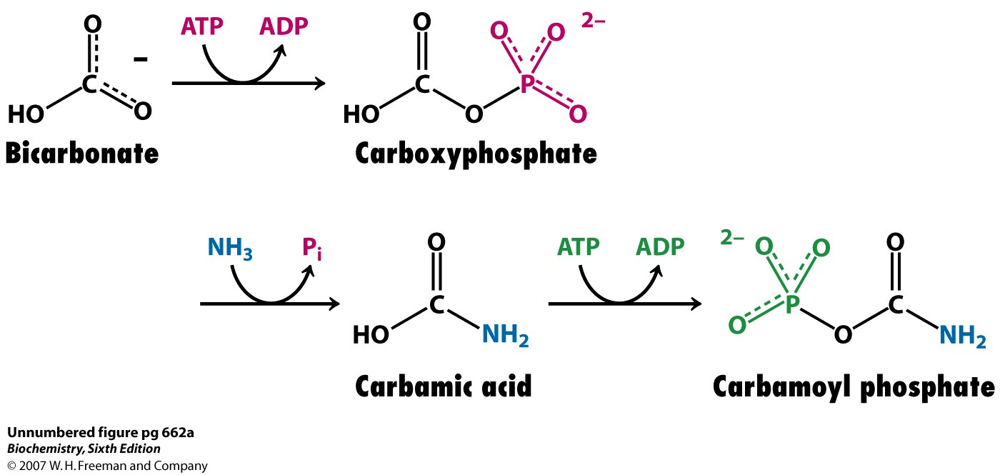 O
C
HO
O
–
Bicarbonate
ATP ADP
O
C
HO
O
P
O O 2–
O
Carboxyphosphate
NH3 Pi
O
C
HO
NH2
Carbamic acid
ATP ADP
2– O O
P
O
O
O
C
NH2
Carbamoyl phosphate
Unnumbered figure pg 662a
Biochemistry, Sixth Edition
© 2007 W. H. Freeman and Company